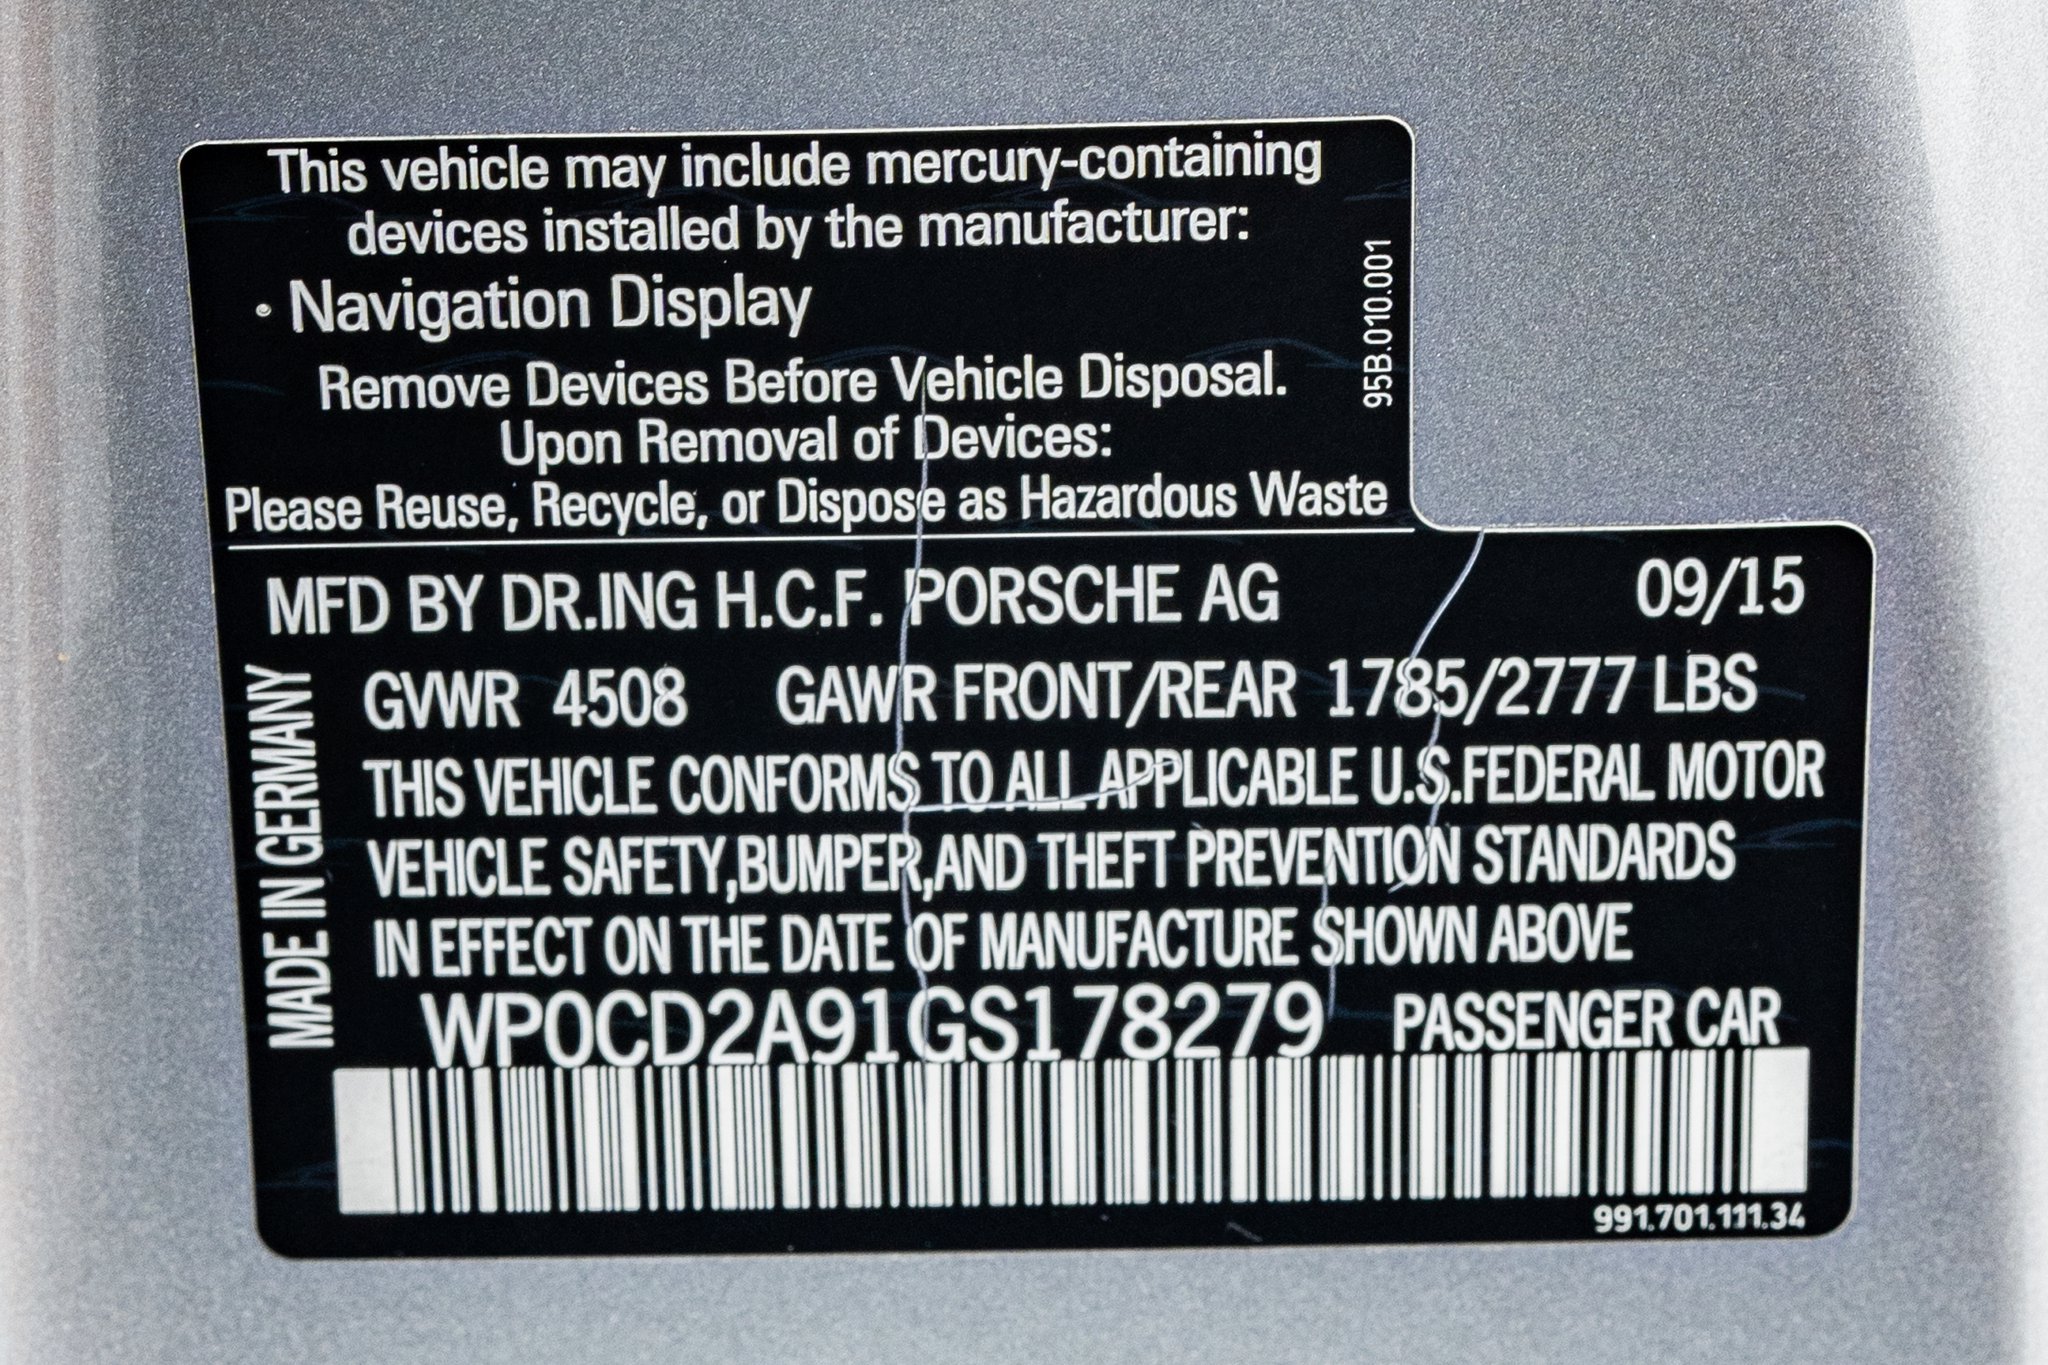 This vehicle may include mercury-containing
devices installed by the manufacturer:
• Navigation Display
Remove Devices Before Vehicle Disposal.
Upon Removal of Devices:
Please Reuse, Recycle, or Dispose as Hazardous Waste
95B.010.001
MFD BY DR.ING H.C.F. PORSCHE AG 09/15
GVWR 4508 GAWR FRONT/REAR 1785/2777 LBS
THIS VEHICLE CONFORMS TO ALL APPLICABLE U.S.FEDERAL MOTOR
VEHICLE SAFETY,BUMPER,AND THEFT PREVENTION STANDARDS
IN EFFECT ON THE DATE OF MANUFACTURE SHOWN ABOVE
MADE IN GERMANY
WP0CD2A91GS178279 PASSENGER CAR
991.701.111.34